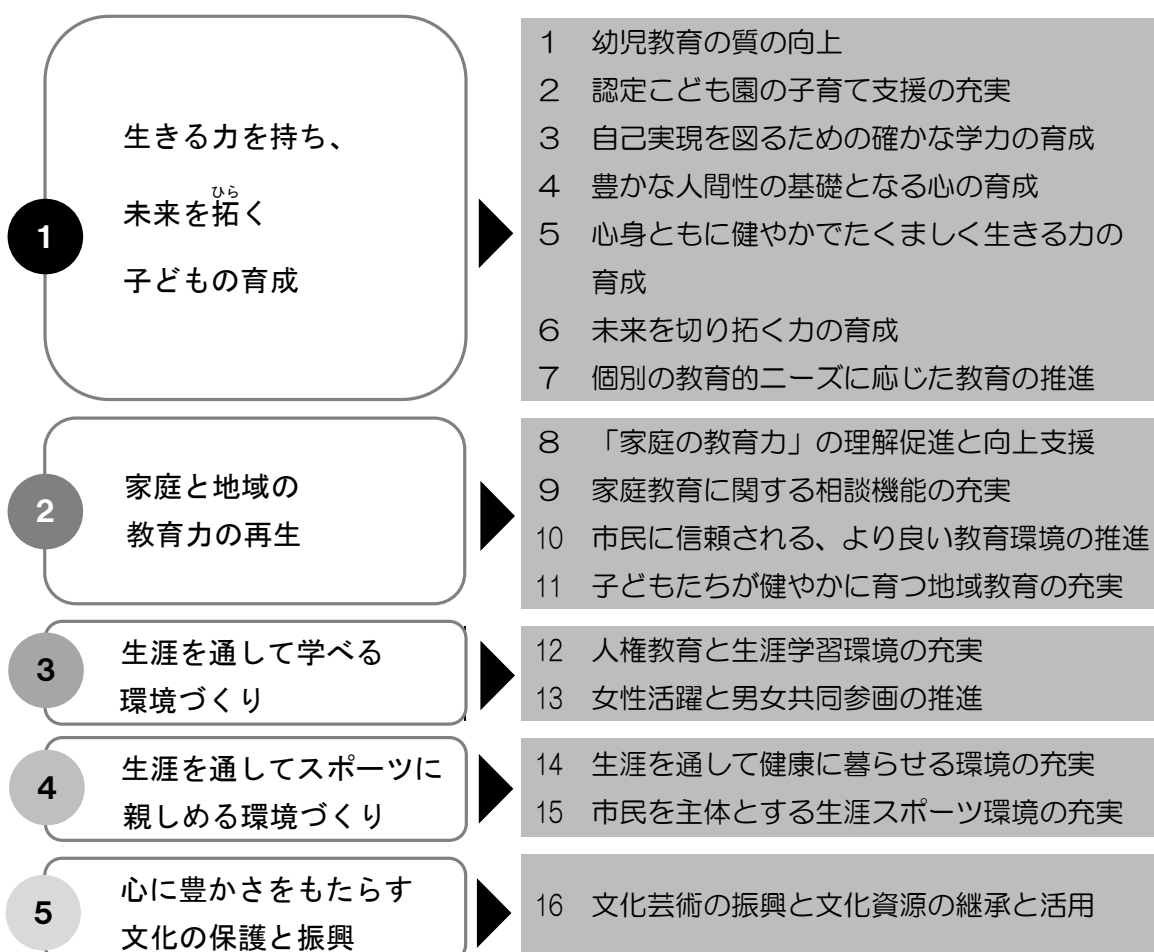 1
生きる力を持ち、
ひら
未来を拓く
子どもの育成
1 幼児教育の質の向上
2 認定こども園の子育て支援の充実
3 自己実現を図るための確かな学力の育成
4 豊かな人間性の基礎となる心の育成
5 心身ともに健やかでたくましく生きる力の
育成
6 未来を切り拓く力の育成
7 個別の教育的ニーズに応じた教育の推進
2
家庭と地域の
教育力の再生
8 「家庭の教育力」の理解促進と向上支援
9 家庭教育に関する相談機能の充実
10 市民に信頼される、より良い教育環境の推進
11 子どもたちが健やかに育つ地域教育の充実
3
生涯を通して学べる
環境づくり
12 人権教育と生涯学習環境の充実
13 女性活躍と男女共同参画の推進
4
生涯を通してスポーツに
親しめる環境づくり
14 生涯を通して健康に暮らせる環境の充実
15 市民を主体とする生涯スポーツ環境の充実
5
心に豊かさをもたらす
文化の保護と振興
16 文化芸術の振興と文化資源の継承と活用